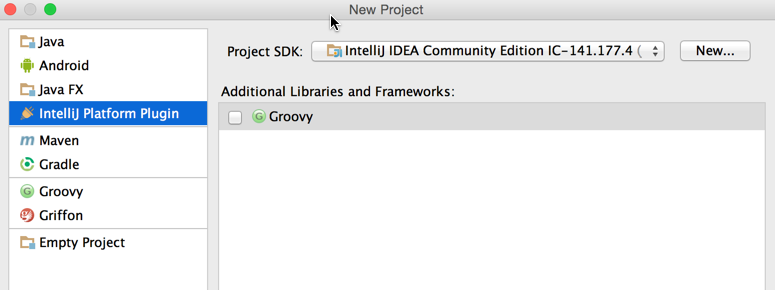 New Project
Java
Android
Java FX
IntelliJ Platform Plugin
Maven
Gradle
Groovy
Griffon
Empty Project
Project SDK: IntelliJ IDEA Community Edition IC-141.177.4 ( New...
Additional Libraries and Frameworks:
Groovy